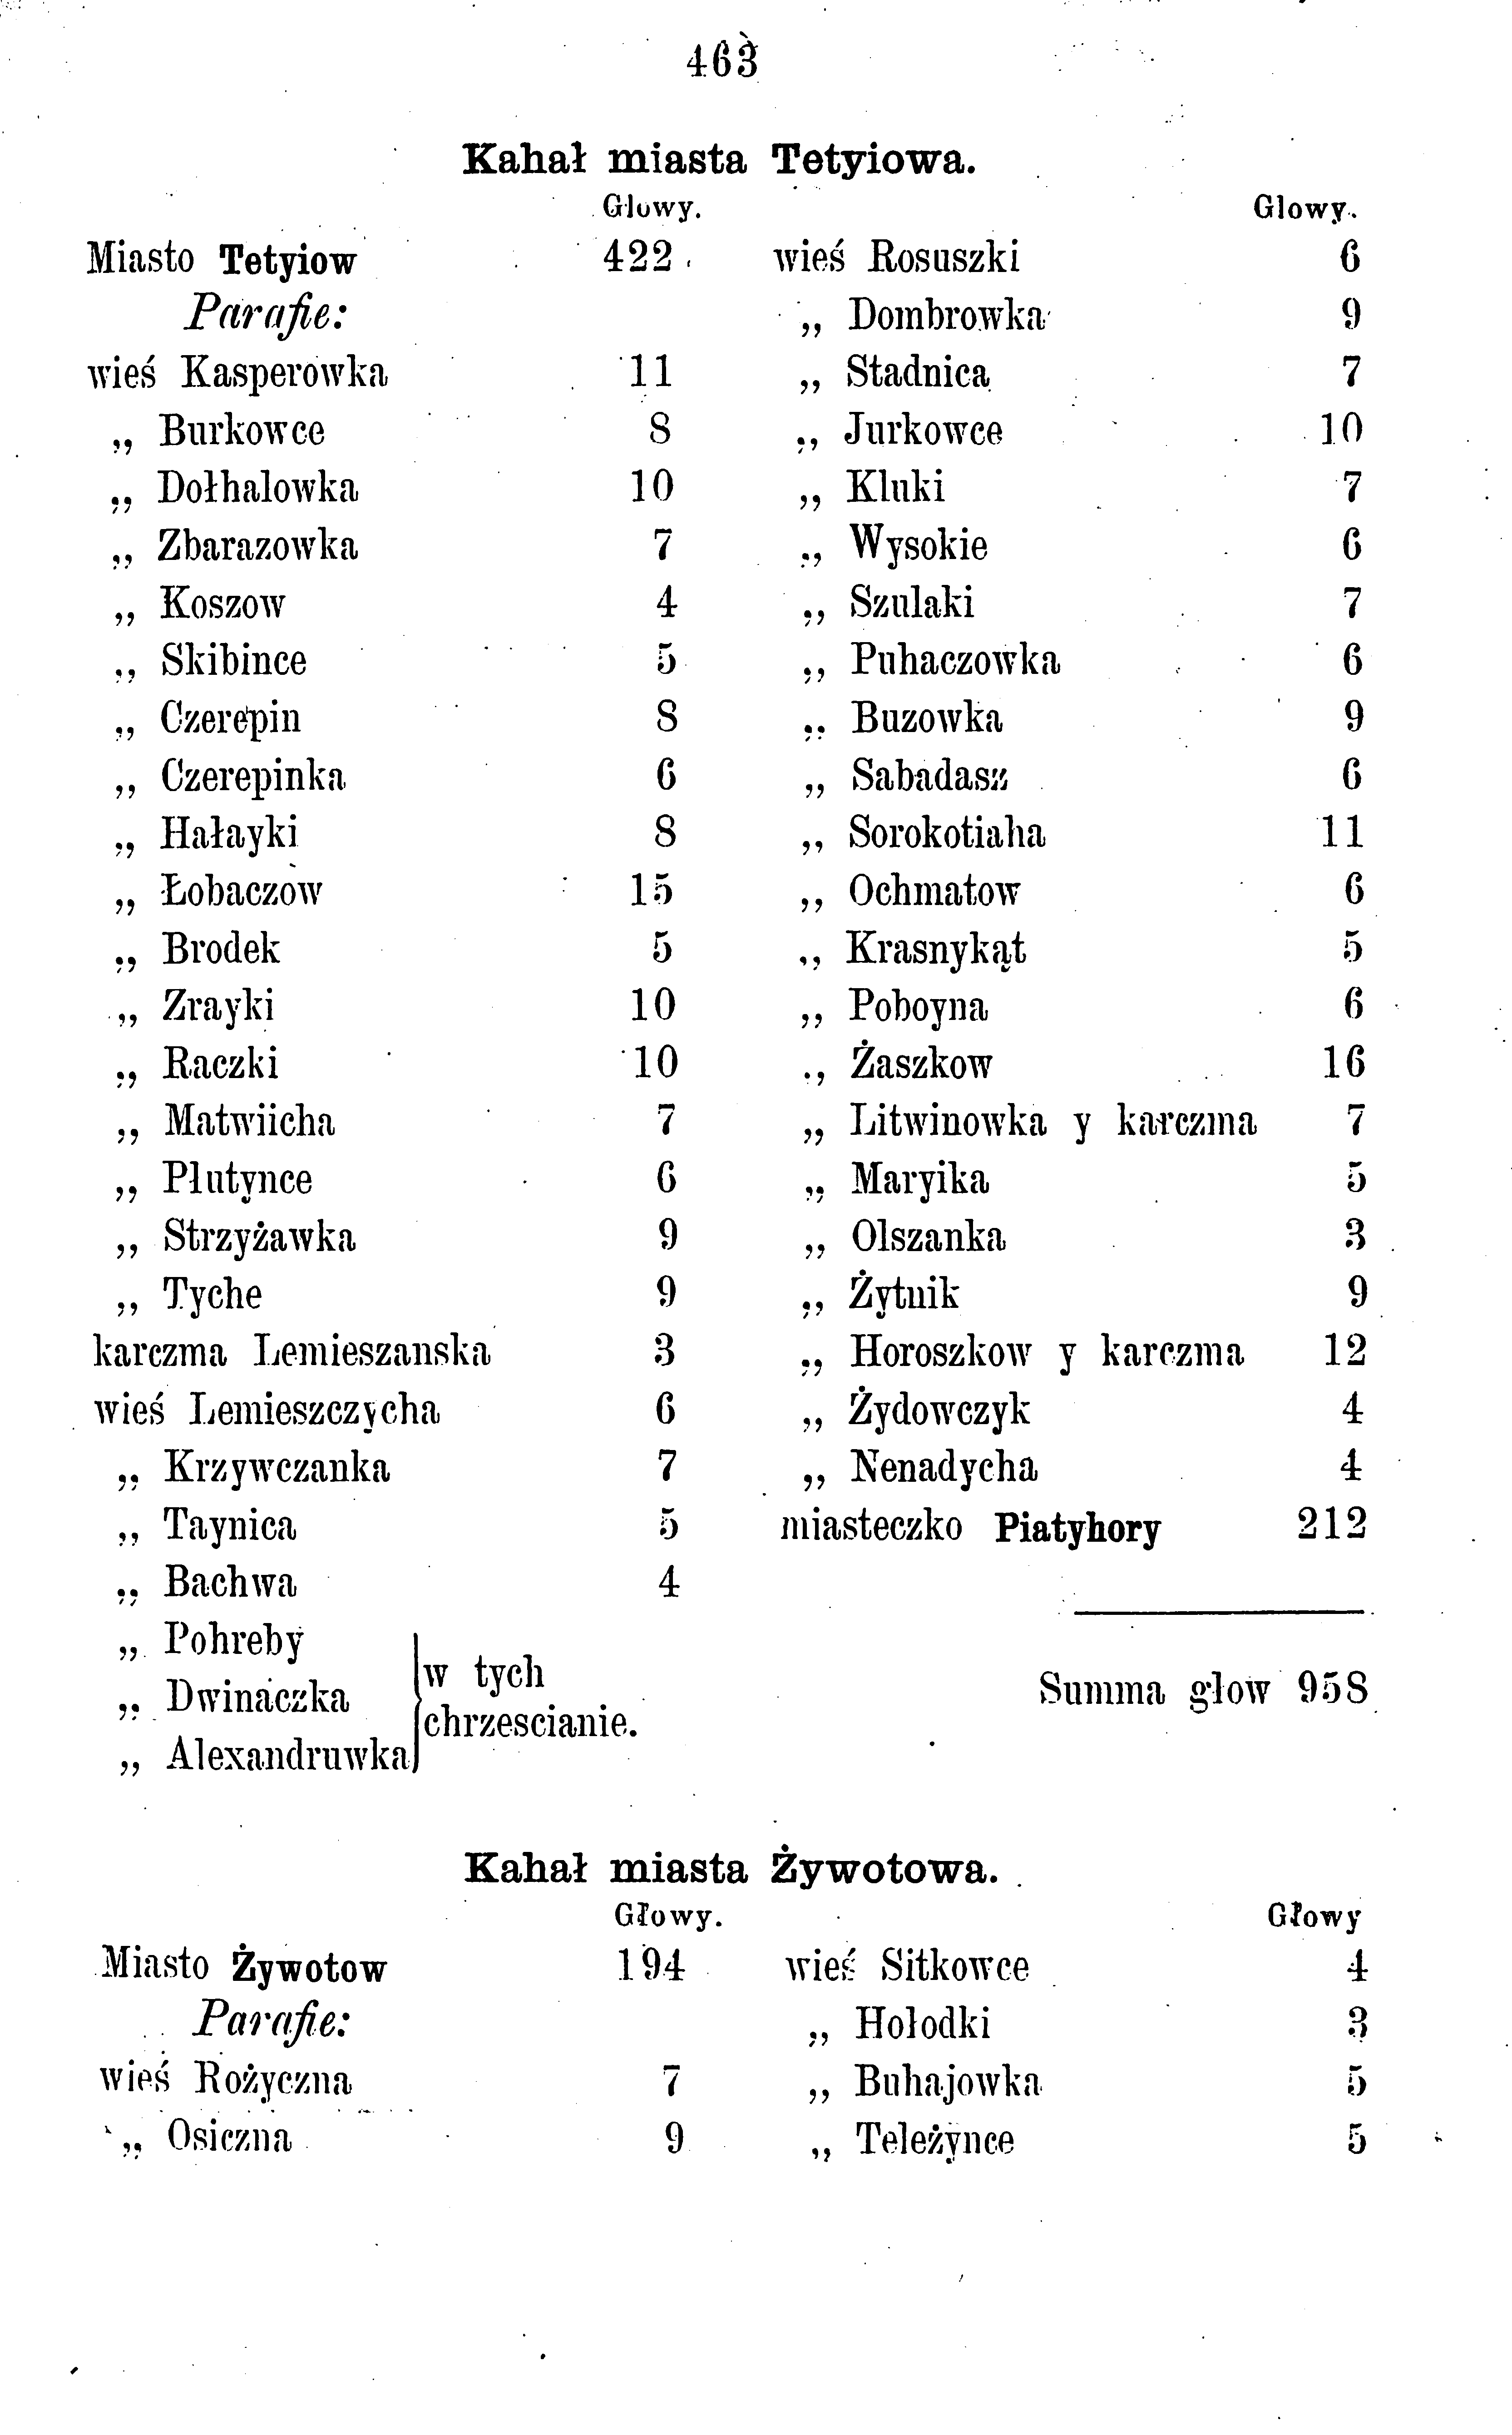 463
Kahał miasta Tetyiowa.
Glowy.
Miasto Tetyiow 422
Parafie:
wieś Kasperowka 11
„ Burkowce 8
„ Dołhalowka 10
„ Zbarazowka 7
„ Koszow 4
„ Skibince 5
„ Czerepin 8
„ Czerepinka 6
„ Hałayki 8
„ Łobaczow 15
„ Brodek 5
„ Zrayki 10
„ Raczki 10
„ Matwiicha 7
„ Plutynce 6
„ Strzyżawka 9
„ Tyche 9
karczma Lemieszanska 3
wieś Lemieszczycha 6
„ Krzywczanka 7
„ Taynica 5
„ Bachwa 4
„ Pohreby
„ Dwinaczka
„ Alexandruwka
w tych
chrzescianie.
Glowy.
wieś Rosuszki 6
„ Dombrowka 9
„ Stadnica 7
„ Jurkowce 10
„ Kluki 7
„ Wysokie 6
„ Szulaki 7
„ Puhaczowka 6
„ Buzowka 9
„ Sabadasz 6
„ Sorokotiaha 11
„ Ochmatow 6
„ Krasnykąt 5
„ Poboyna 6
„ Żaszkow 16
„ Litwinowka y karczma 7
„ Maryika 5
„ Olszanka 3
„ Żytnik 9
„ Horoszkow y karczma 12
„ Żydowczyk 4
„ Nenadycha 4
miasteczko Piatyhory 212
Summa głow 958
Kahał miasta Żywotowa.
Głowy.
Miasto Żywotow 194
Parafie:
wieś Rożyczna 7
„ Osiczna 9
Głowy
wieś Sitkowce 4
„ Hołodki 3
„ Buhajowka 5
„ Teleżynce 5